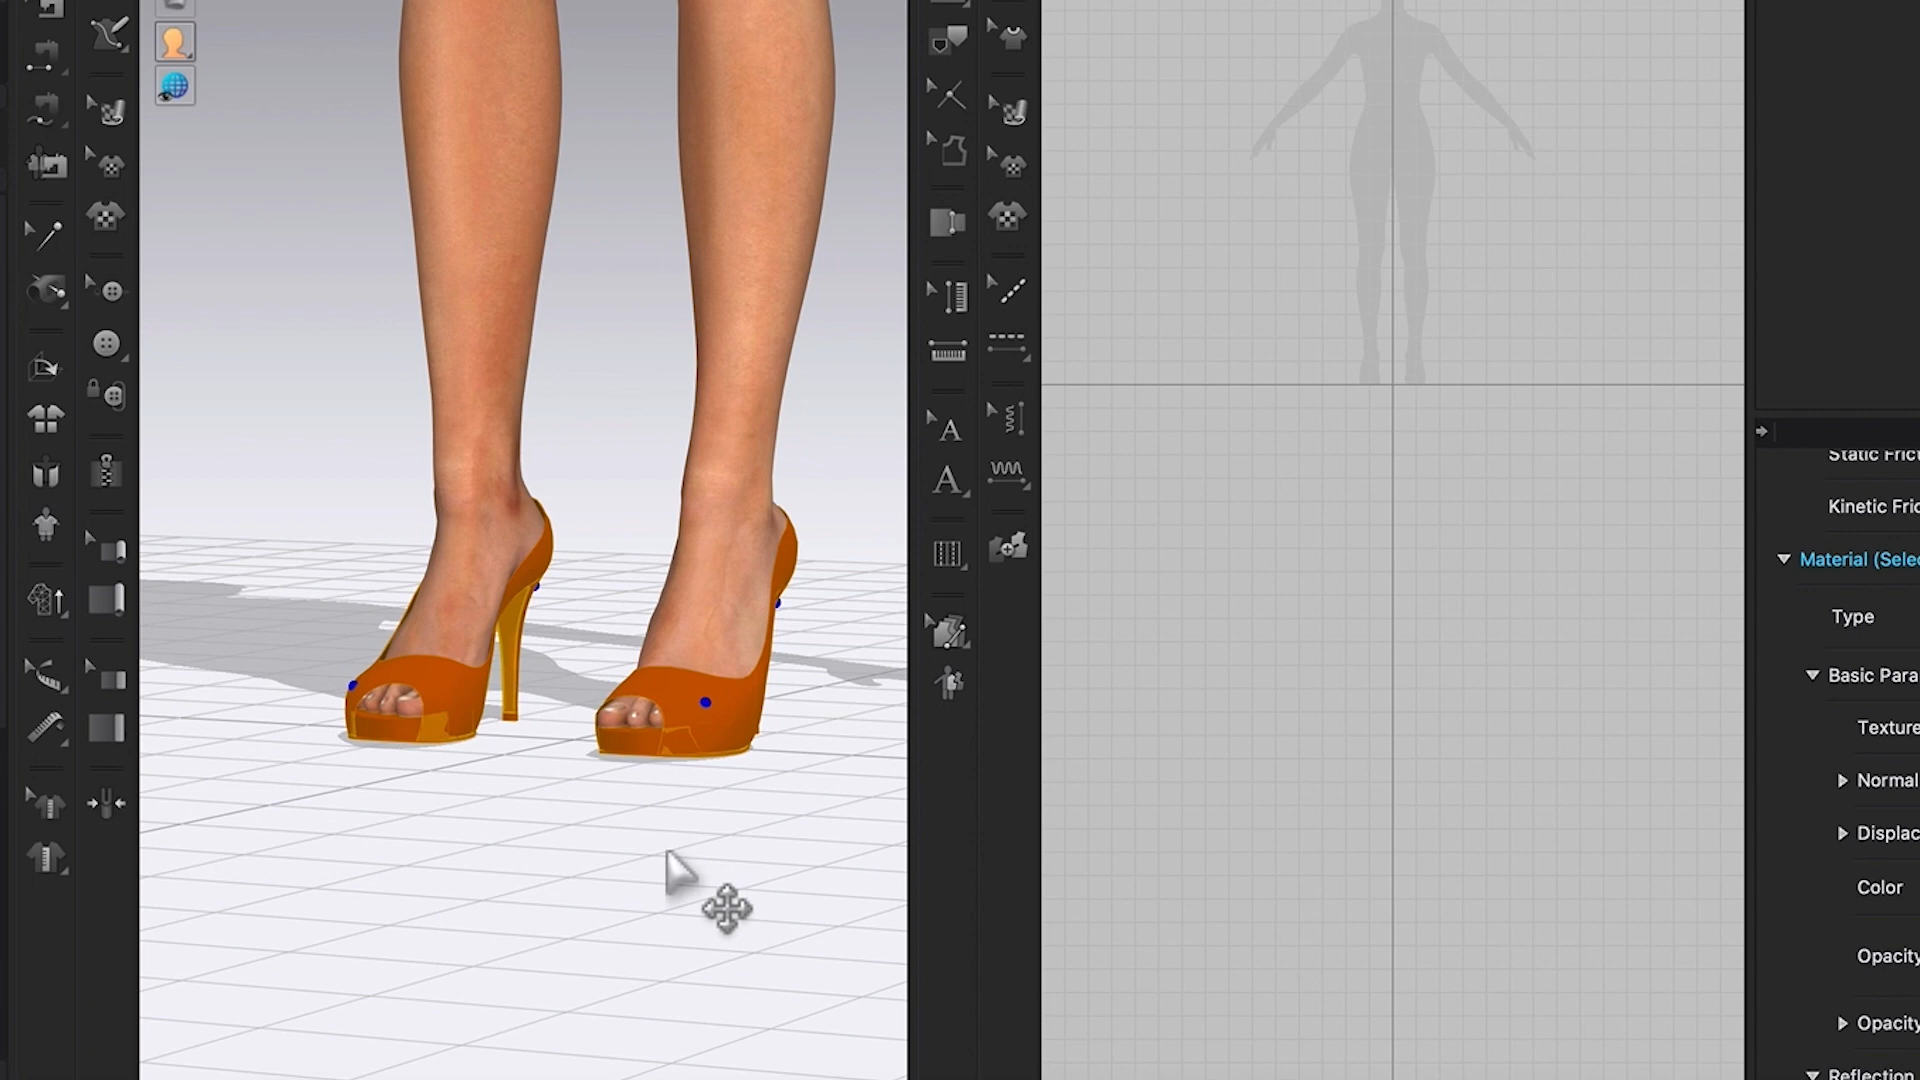 Static Frict
Kinetic Fric
Material (Selec
Type
Basic Para
Texture
Normal
Displac
Color
Opacity
Opacity
Reflection
A
A